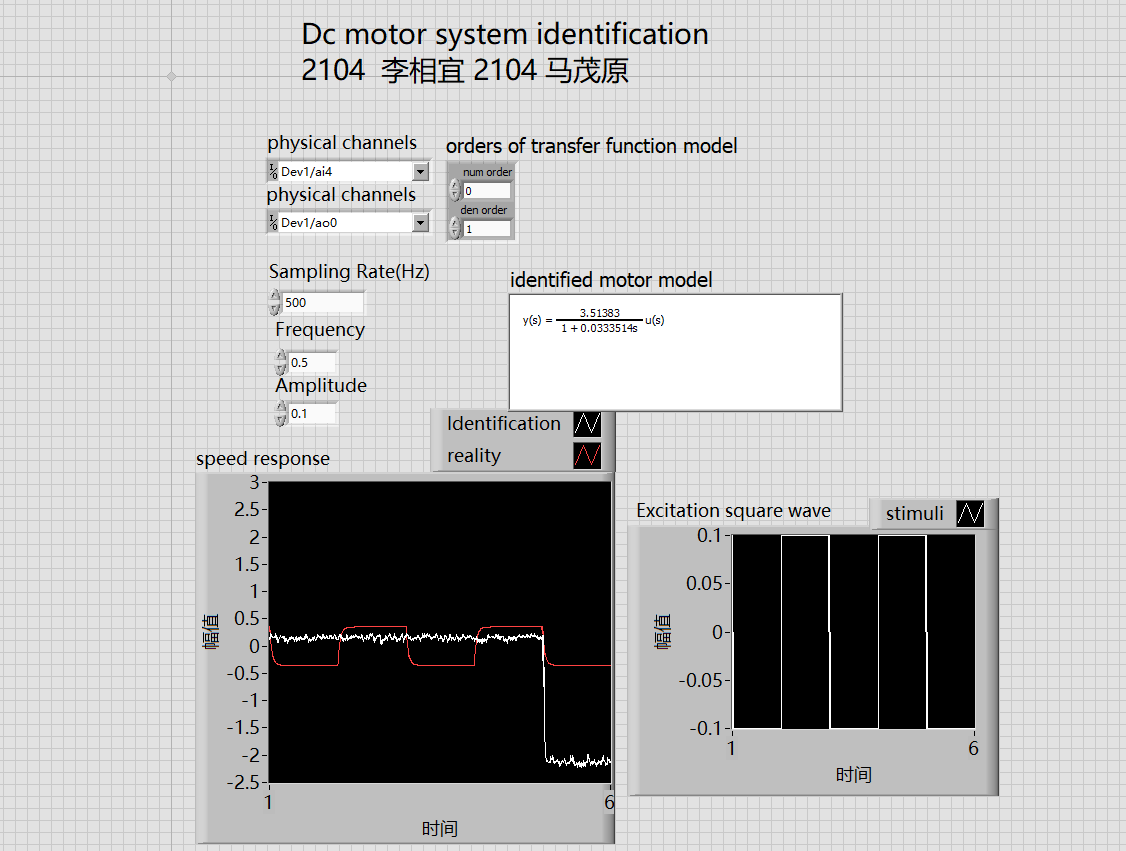 Dc motor system identification
2104 李相宜 2104 马茂原
physical channels
Dev1/ai4
physical channels
Dev1/ao0
orders of transfer function model
num order
0
den order
1
Sampling Rate(Hz)
500
Frequency
0.5
Amplitude
0.1
identified motor model
y(s) = 3.51383 / 1+0.0333514s u(s)
Identification
reality
speed response
3
2.5
2
1.5
1
0.5
0
-0.5
-1
-1.5
-2
-2.5
幅值
1
6
时间
Excitation square wave
stimuli
0.1
0.05
0
-0.05
-0.1
幅值
1
6
时间